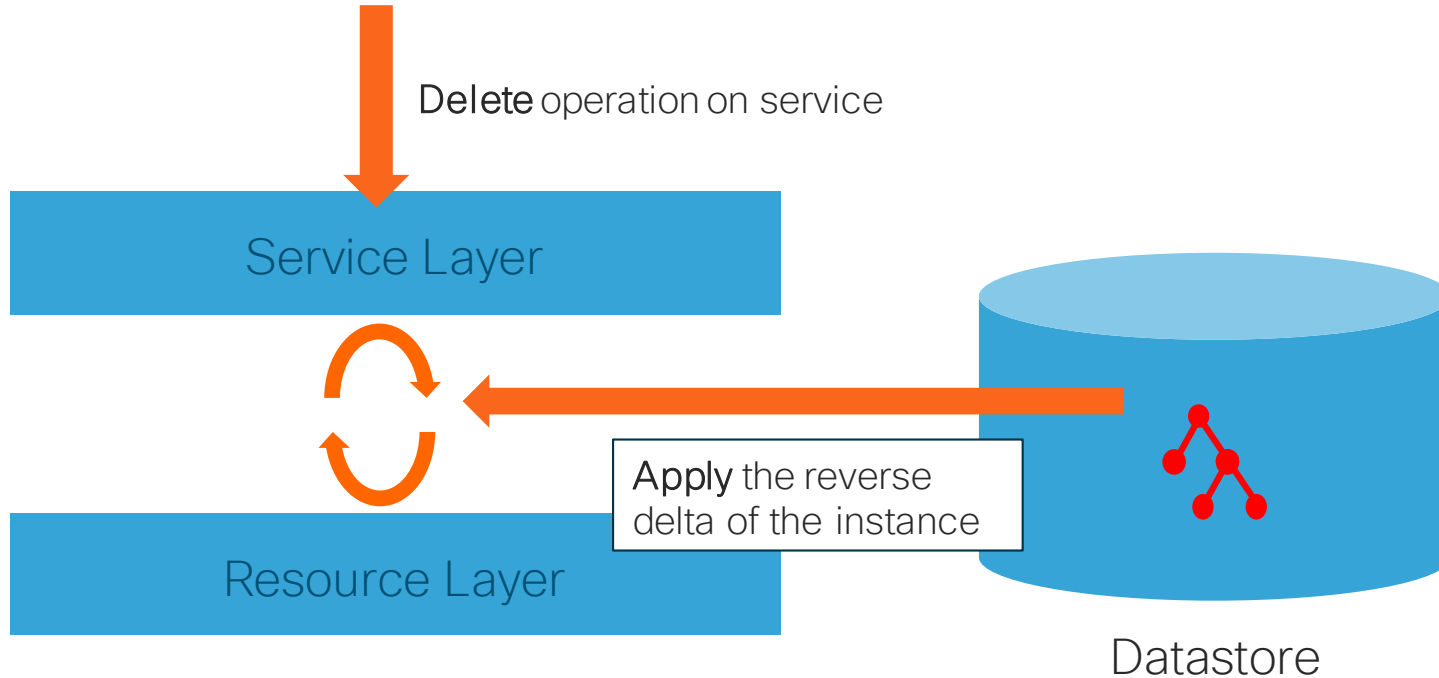 Delete operation on service
Service Layer
Apply the reverse
delta of the instance
Resource Layer
Datastore